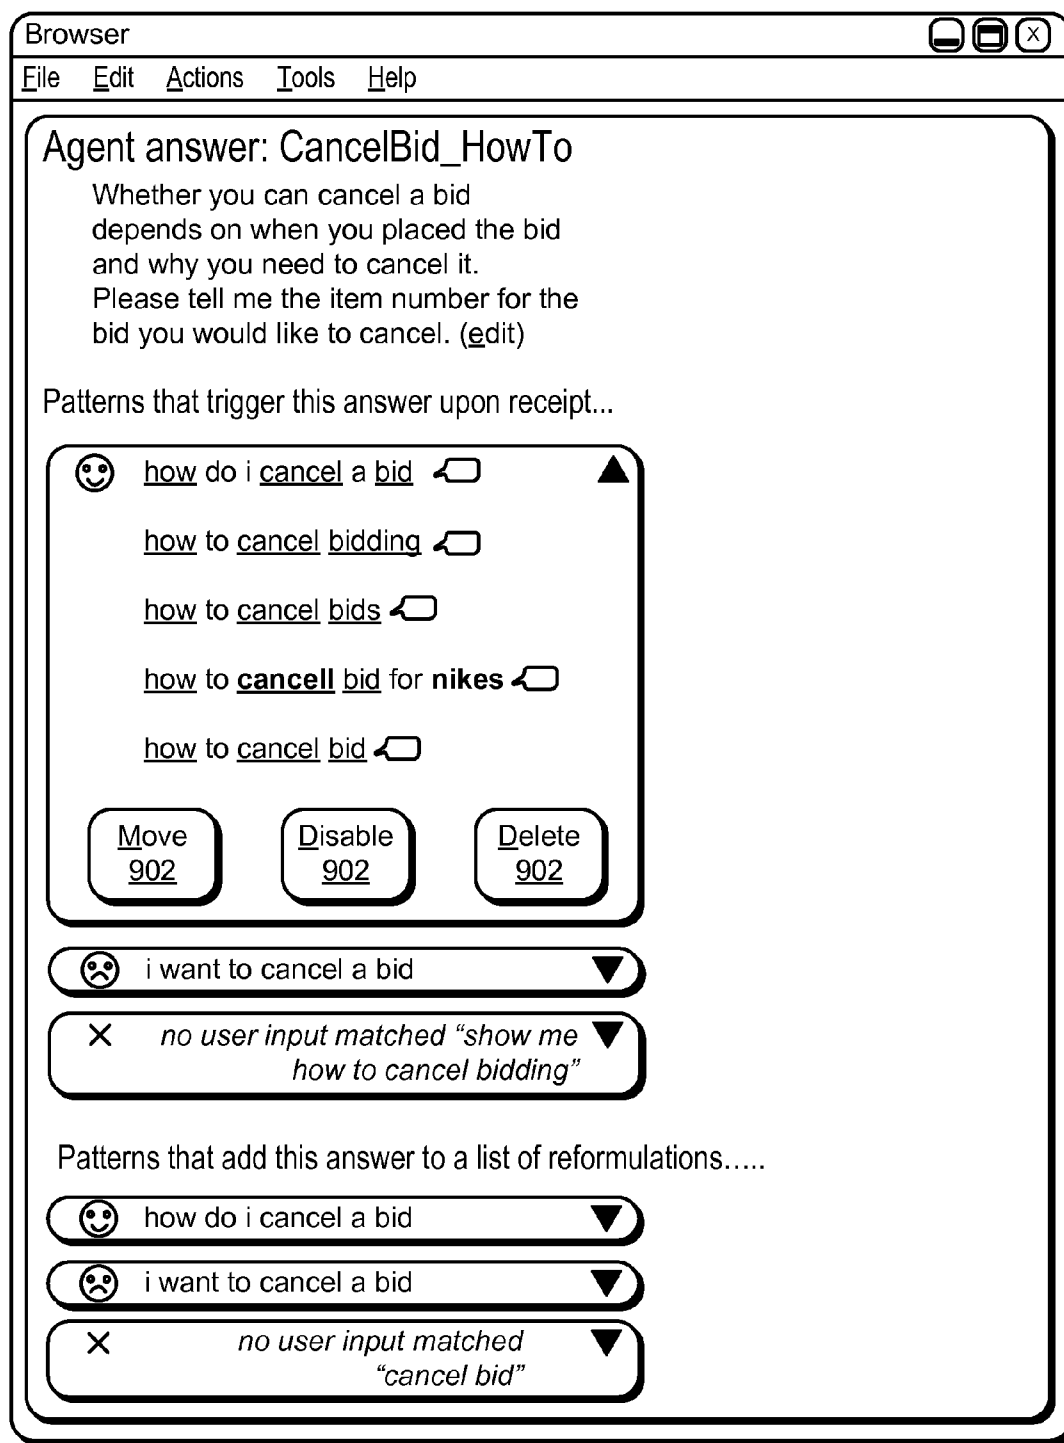 Browser
X
File Edit Actions Tools Help
Agent answer: CancelBid_HowTo
Whether you can cancel a bid
depends on when you placed the bid
and why you need to cancel it.
Please tell me the item number for the
bid you would like to cancel. (edit)
Patterns that trigger this answer upon receipt...
how do i cancel a bid
how to cancel bidding
how to cancel bids
how to cancell bid for nikes
how to cancel bid
Move Disable Delete
902 902 902
i want to cancel a bid
no user input matched “show me
how to cancel bidding”
Patterns that add this answer to a list of reformulations.....
how do i cancel a bid
i want to cancel a bid
no user input matched
“cancel bid”